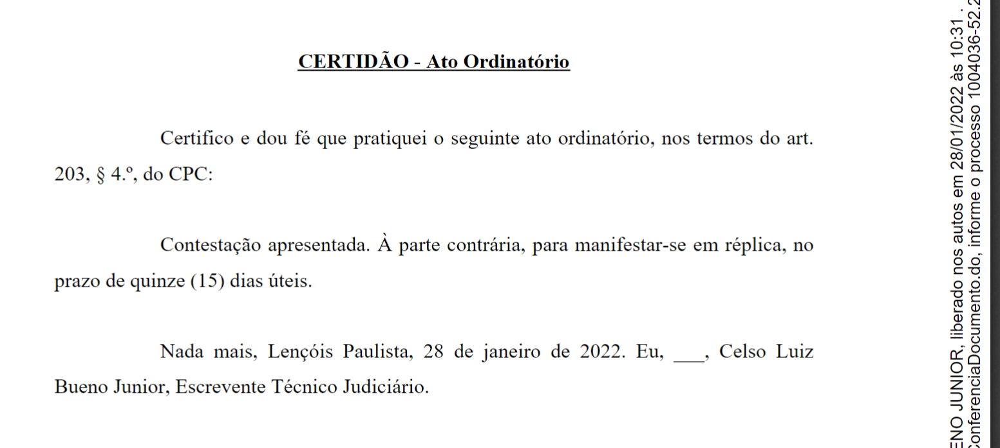 CERTIDÃO - Ato Ordinatório
Certifico e dou fé que pratiquei o seguinte ato ordinatório, nos termos do art.
203, § 4.º, do CPC:
Contestação apresentada. À parte contrária, para manifestar-se em réplica, no
prazo de quinze (15) dias úteis.
Nada mais, Lençóis Paulista, 28 de janeiro de 2022. Eu, ___, Celso Luiz
Bueno Junior, Escrevente Técnico Judiciário.
ENO JUNIOR, liberado nos autos em 28/01/2022 às 10:31 .
ConferenciaDocumento.do, informe o processo 1004036-52.2